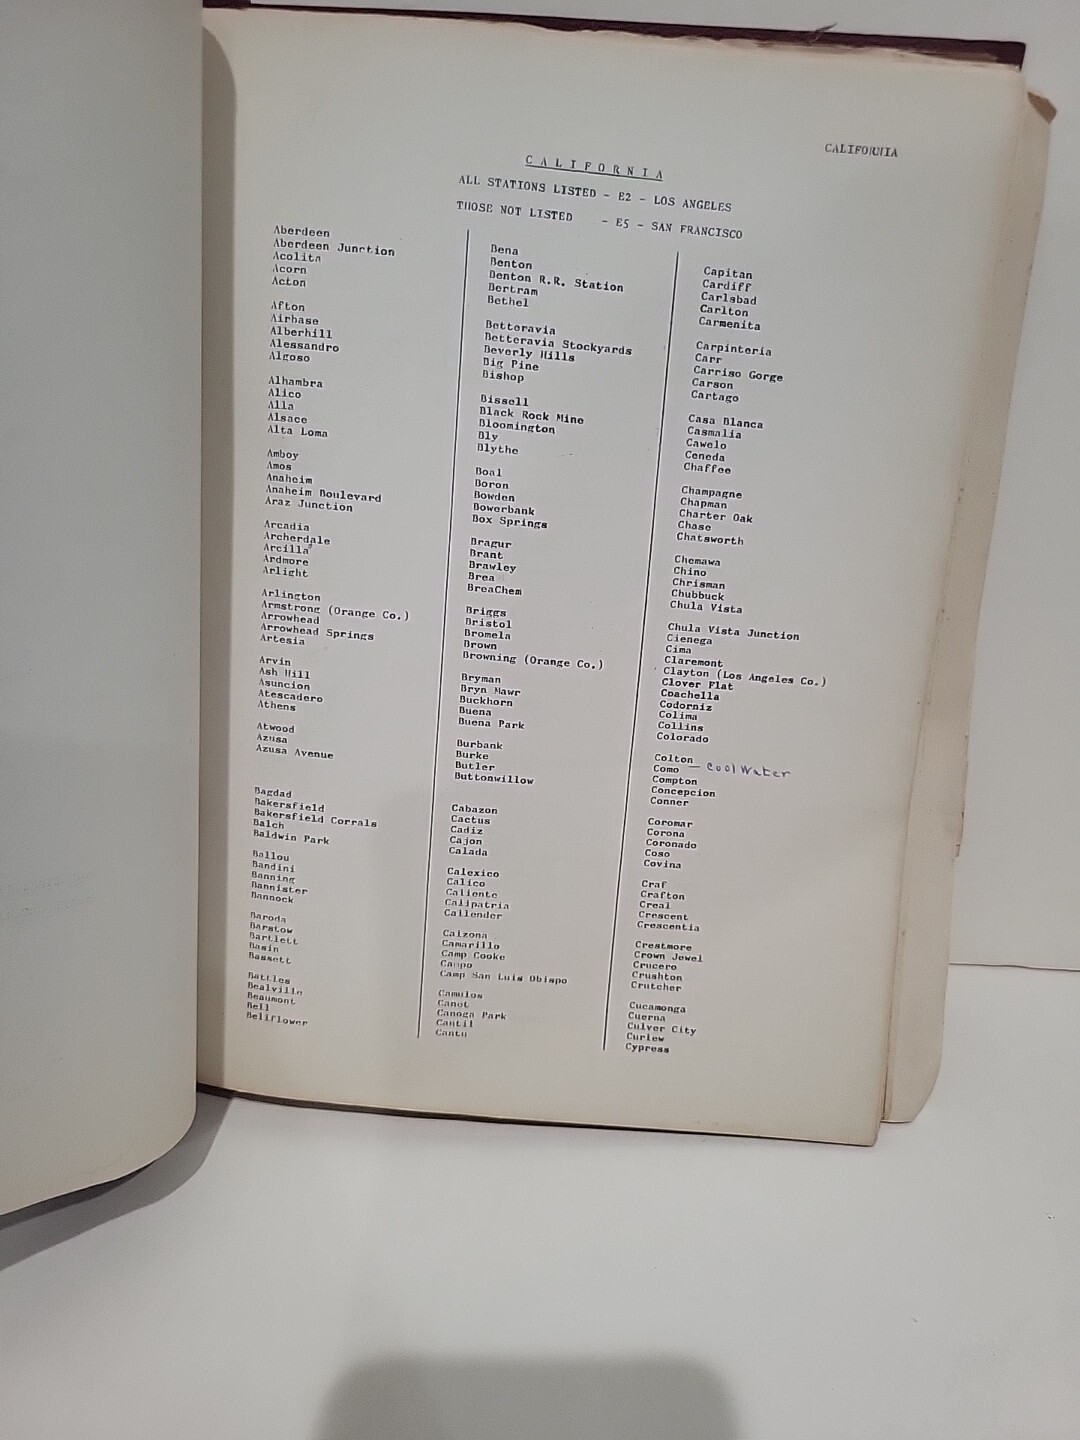 CALIFORNIA
CALIFORNIA
ALL STATIONS LISTED - E2 - LOS ANGELES
THOSE NOT LISTED - E5 - SAN FRANCISCO
Aberdeen
Aberdeen Junction
Acolita
Acorn
Acton
Afton
Airbase
Alberhill
Alessandro
Algoso
Alhambra
Alico
Alla
Alsace
Alta Loma
Amboy
Amos
Anaheim
Anaheim Boulevard
Araz Junction
Arcadia
Archerdale
Arcilla
Ardmore
Arlight
Arlington
Armstrong (Orange Co.)
Arrowhead
Arrowhead Springs
Artesia
Arvin
Ash Hill
Asuncion
Atescadero
Athens
Atwood
Azusa
Azusa Avenue
Bagdad
Bakersfield
Bakersfield Corrals
Balch
Baldwin Park
Ballou
Bandini
Banning
Bannister
Bannock
Baroda
Barstow
Bartlett
Basin
Bassett
Battles
Bealville
Beaumont
Bell
Bellflower
Bena
Benton
Benton R.R. Station
Bertram
Bethel
Betteravia
Betteravia Stockyards
Beverly Hills
Big Pine
Bishop
Bissell
Black Rock Mine
Bloomington
Bly
Blythe
Boal
Boron
Bowden
Bowerbank
Box Springs
Bragur
Brant
Brawley
Brea
BreaChem
Briggs
Bristol
Bromela
Brown
Browning (Orange Co.)
Bryman
Bryn Mawr
Buckhorn
Buena
Buena Park
Burbank
Burke
Butler
Buttonwillow
Cabazon
Cactus
Cadiz
Cajon
Calada
Calexico
Calico
Caliente
Calipatria
Callender
Calzona
Camarillo
Camp Cooke
Campo
Camp San Luis Obispo
Camulos
Canet
Canoga Park
Cantil
Cantu
Capitan
Cardiff
Carlsbad
Carlton
Carmenita
Carpinteria
Carr
Carriso Gorge
Carson
Cartago
Casa Blanca
Casmalia
Cawelo
Ceneda
Chaffee
Champagne
Chapman
Charter Oak
Chase
Chatsworth
Chemawa
Chino
Chrisman
Chubbuck
Chula Vista
Chula Vista Junction
Cienega
Cima
Claremont
Clayton (Los Angeles Co.)
Clover Flat
Coachella
Codorniz
Colima
Collins
Colorado
Colton
Como — Cool Water
Compton
Concepcion
Conner
Coromar
Corona
Coronado
Coso
Covina
Craf
Crafton
Creal
Crescent
Crescentia
Crestmore
Crown Jewel
Crucero
Crushton
Crutcher
Cucamonga
Cuerna
Culver City
Curlew
Cypress